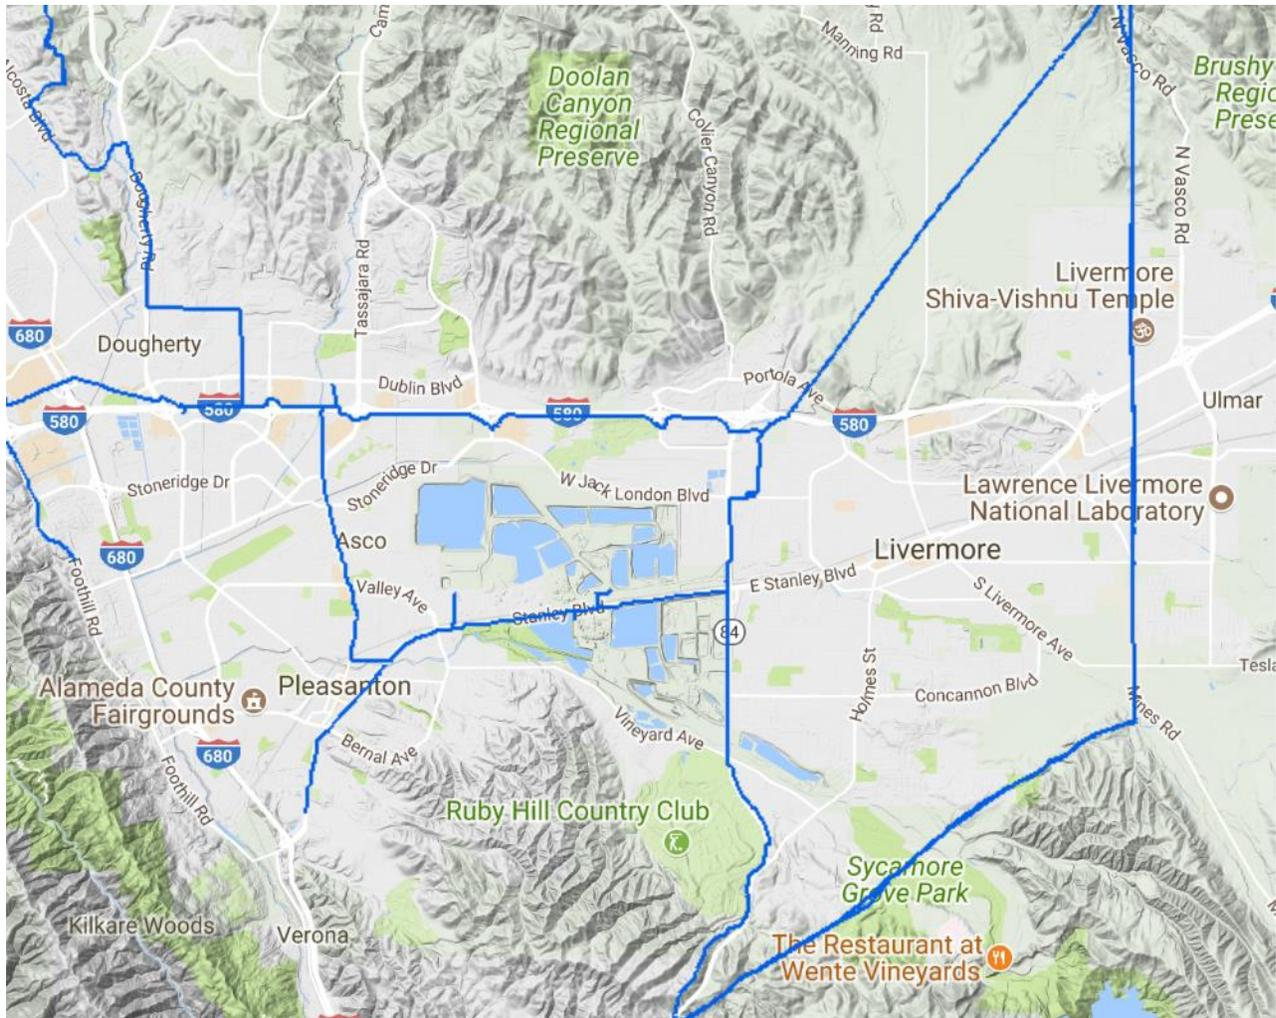 Cam
Rd
Manning Rd
N Vasco Rd
Brushy
Regio
Prese
Alcosta Blvd
Doolan
Canyon
Regional
Preserve
Collier Canyon Rd
N Vasco Rd
Dougherty Rd
Tassajara Rd
Livermore
Shiva-Vishnu Temple
680
Dougherty
Dublin Blvd
Portola Ave
580
580
580
580
Ulmar
Stoneridge Dr
Stoneridge Dr
W Jack London Blvd
Lawrence Livermore
National Laboratory
680
Asco
Livermore
Foothill Rd
Valley Ave
E Stanley Blvd
Stanley Blvd
S Livermore Ave
84
Tesla
Alameda County
Fairgrounds
Pleasanton
Holmes St
Concannon Blvd
Mines Rd
Vineyard Ave
Bernal Ave
680
Foothill Rd
Ruby Hill Country Club
Sycamore
Grove Park
Kilkare Woods
Verona
The Restaurant at
Wente Vineyards